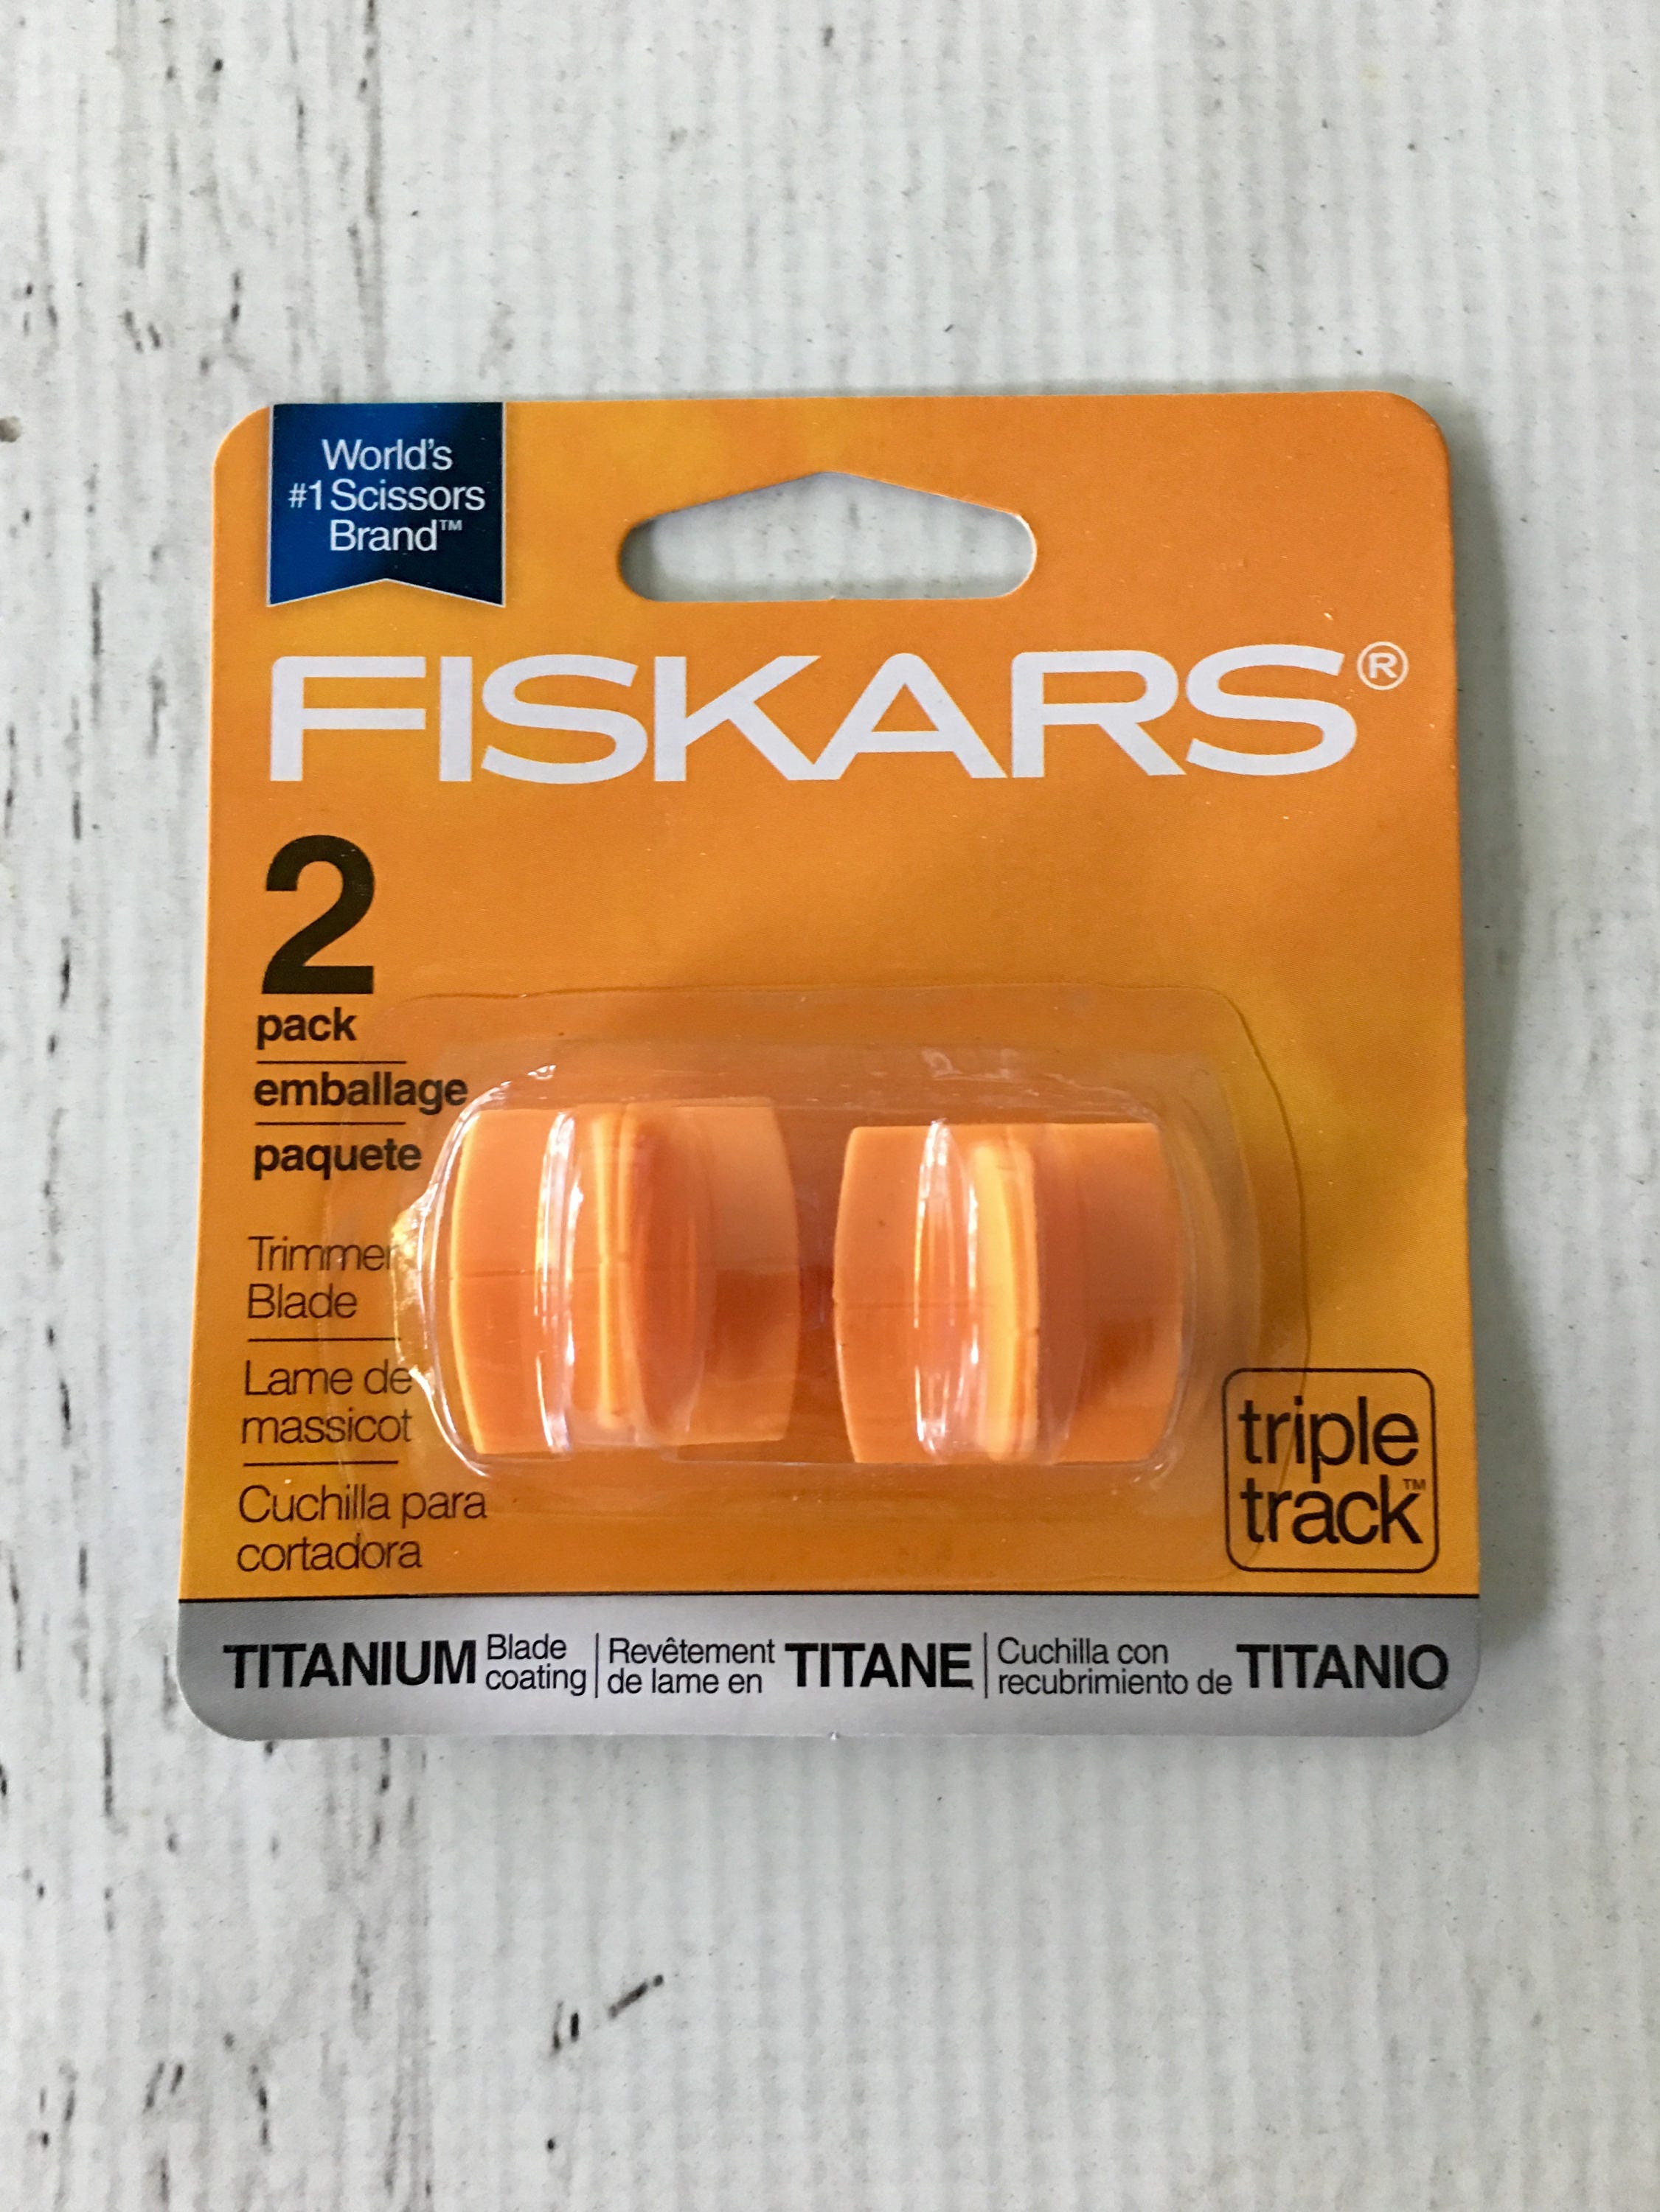 World's
#1 Scissors
Brand™
FISKARS®
2
pack
emballage
paquete
Trimmer
Blade
Lame de
massicot
Cuchilla para
cortadora
triple
track™
TITANIUM Blade coating | Revêtement de lame en TITANE | Cuchilla con recubrimiento de TITANIO